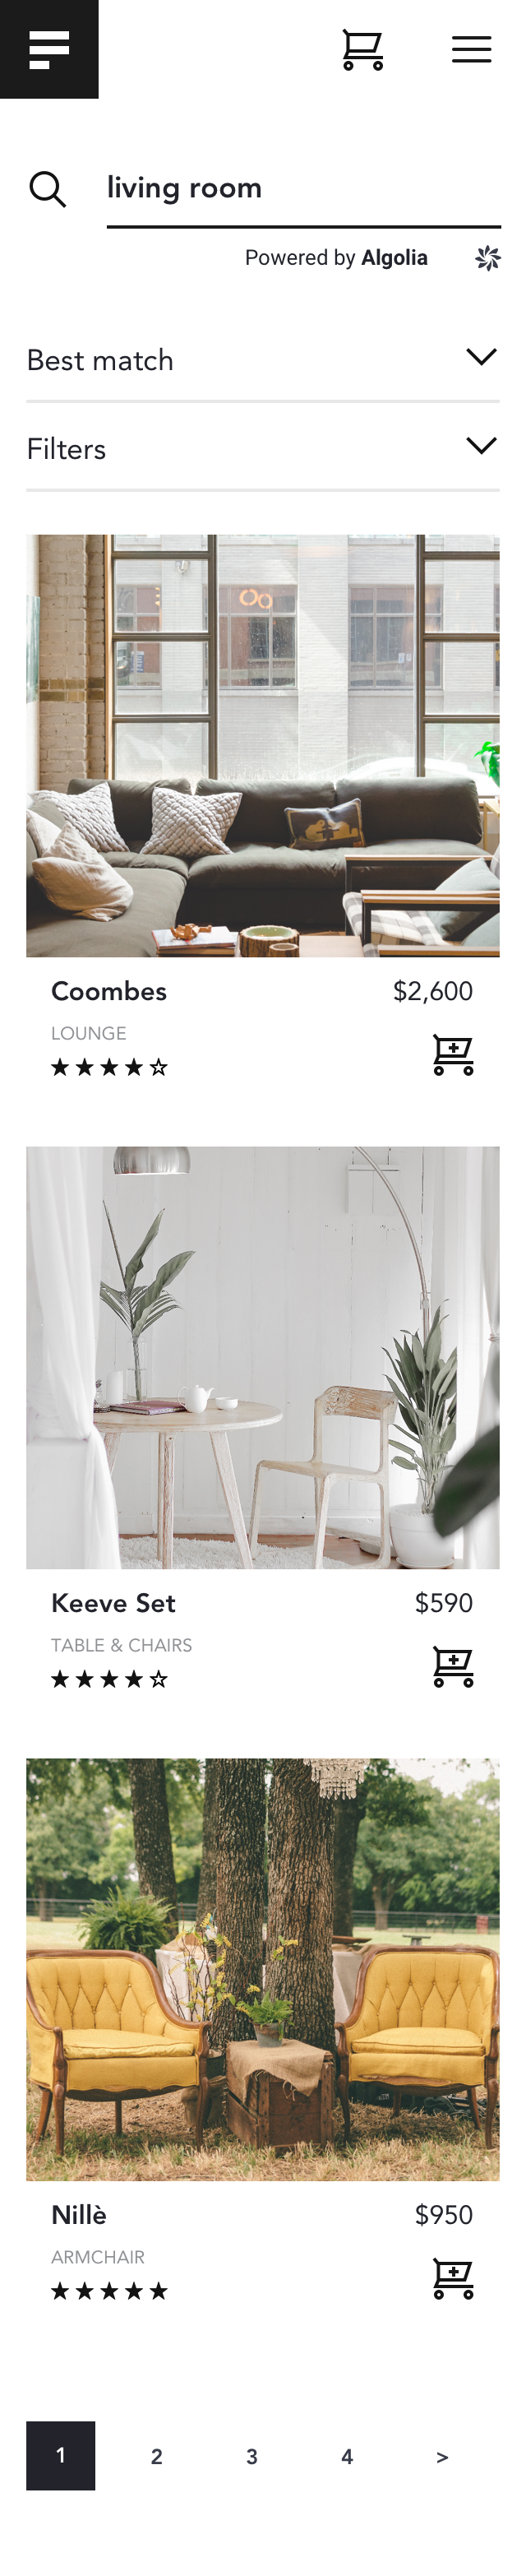 living room
Powered by Algolia
Best match
Filters
Coombes
$2,600
LOUNGE
Keeve Set
$590
TABLE & CHAIRS
Nillè
$950
ARMCHAIR
1 2 3 4 >